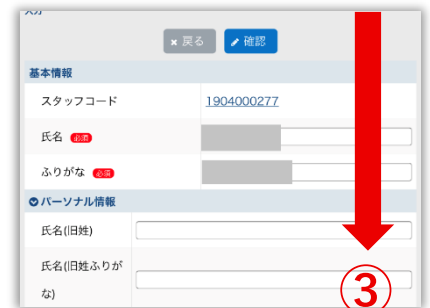 × 戻る
確認
基本情報
スタッフコード
1904000277
氏名 必須
ふりがな 必須
パーソナル情報
氏名(旧姓)
氏名(旧姓ふりが
な)
③